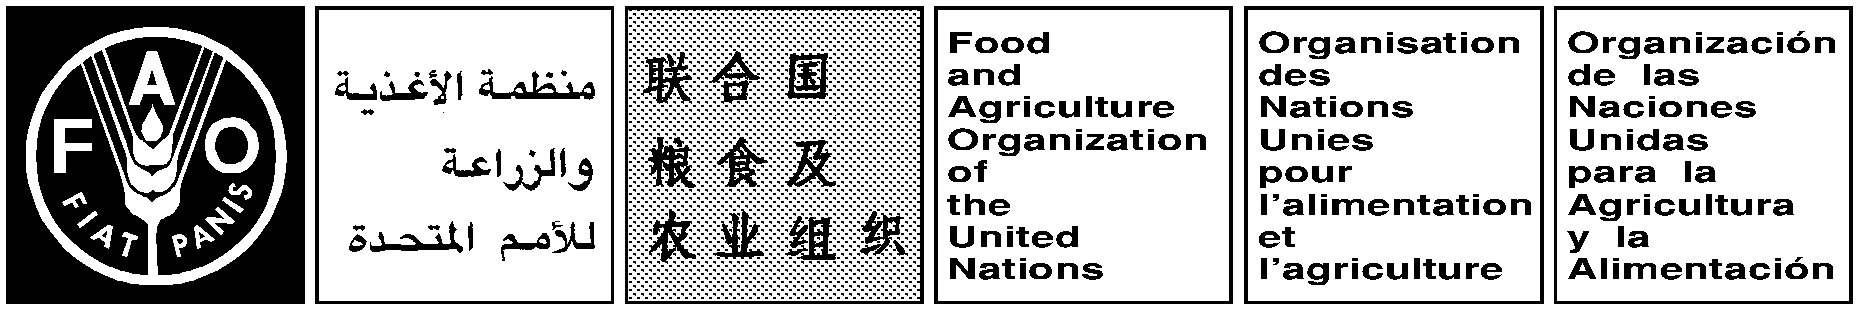 F A O
FIAT PANIS
منظمة الأغذية
والزراعة
للأمم المتحدة
联合国
粮食及
农业组织
Food
and
Agriculture
Organization
of
the
United
Nations
Organisation
des
Nations
Unies
pour
l’alimentation
et
l’agriculture
Organización
de las
Naciones
Unidas
para la
Agricultura
y la
Alimentación